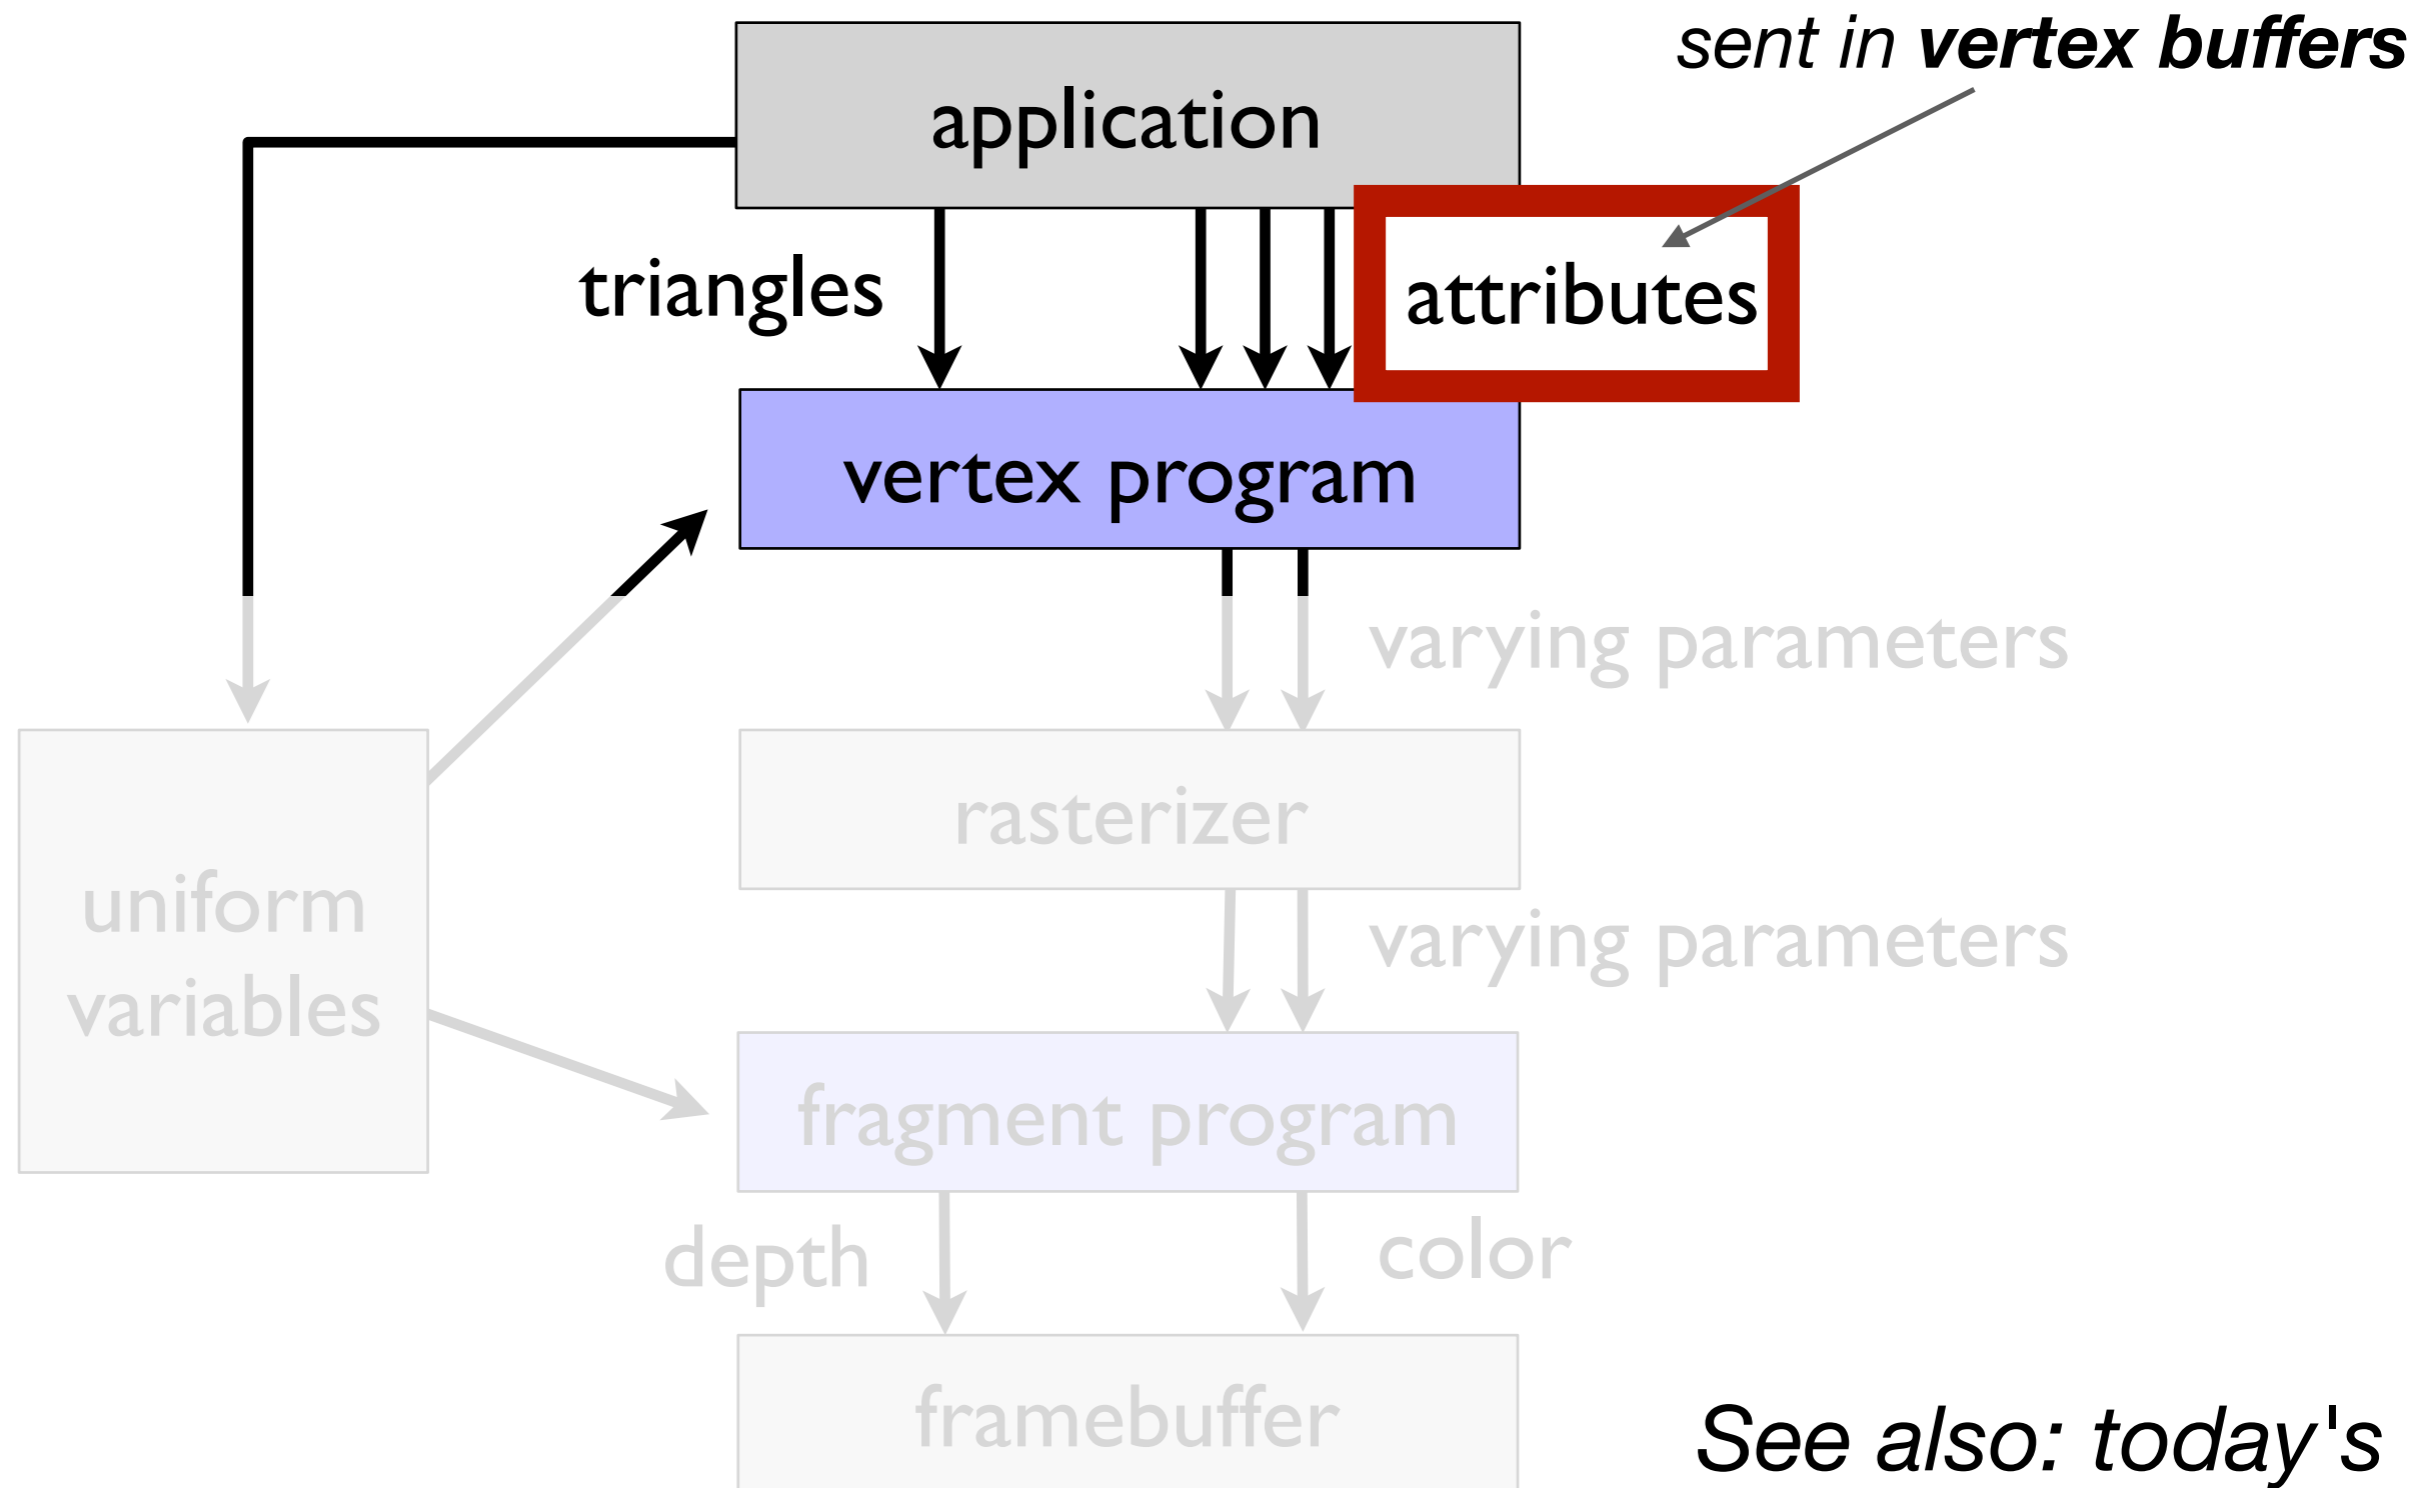 sent in vertex buffers
application
triangles
attributes
vertex program
varying parameters
rasterizer
uniform
variables
varying parameters
fragment program
depth
color
framebuffer
See also: today's